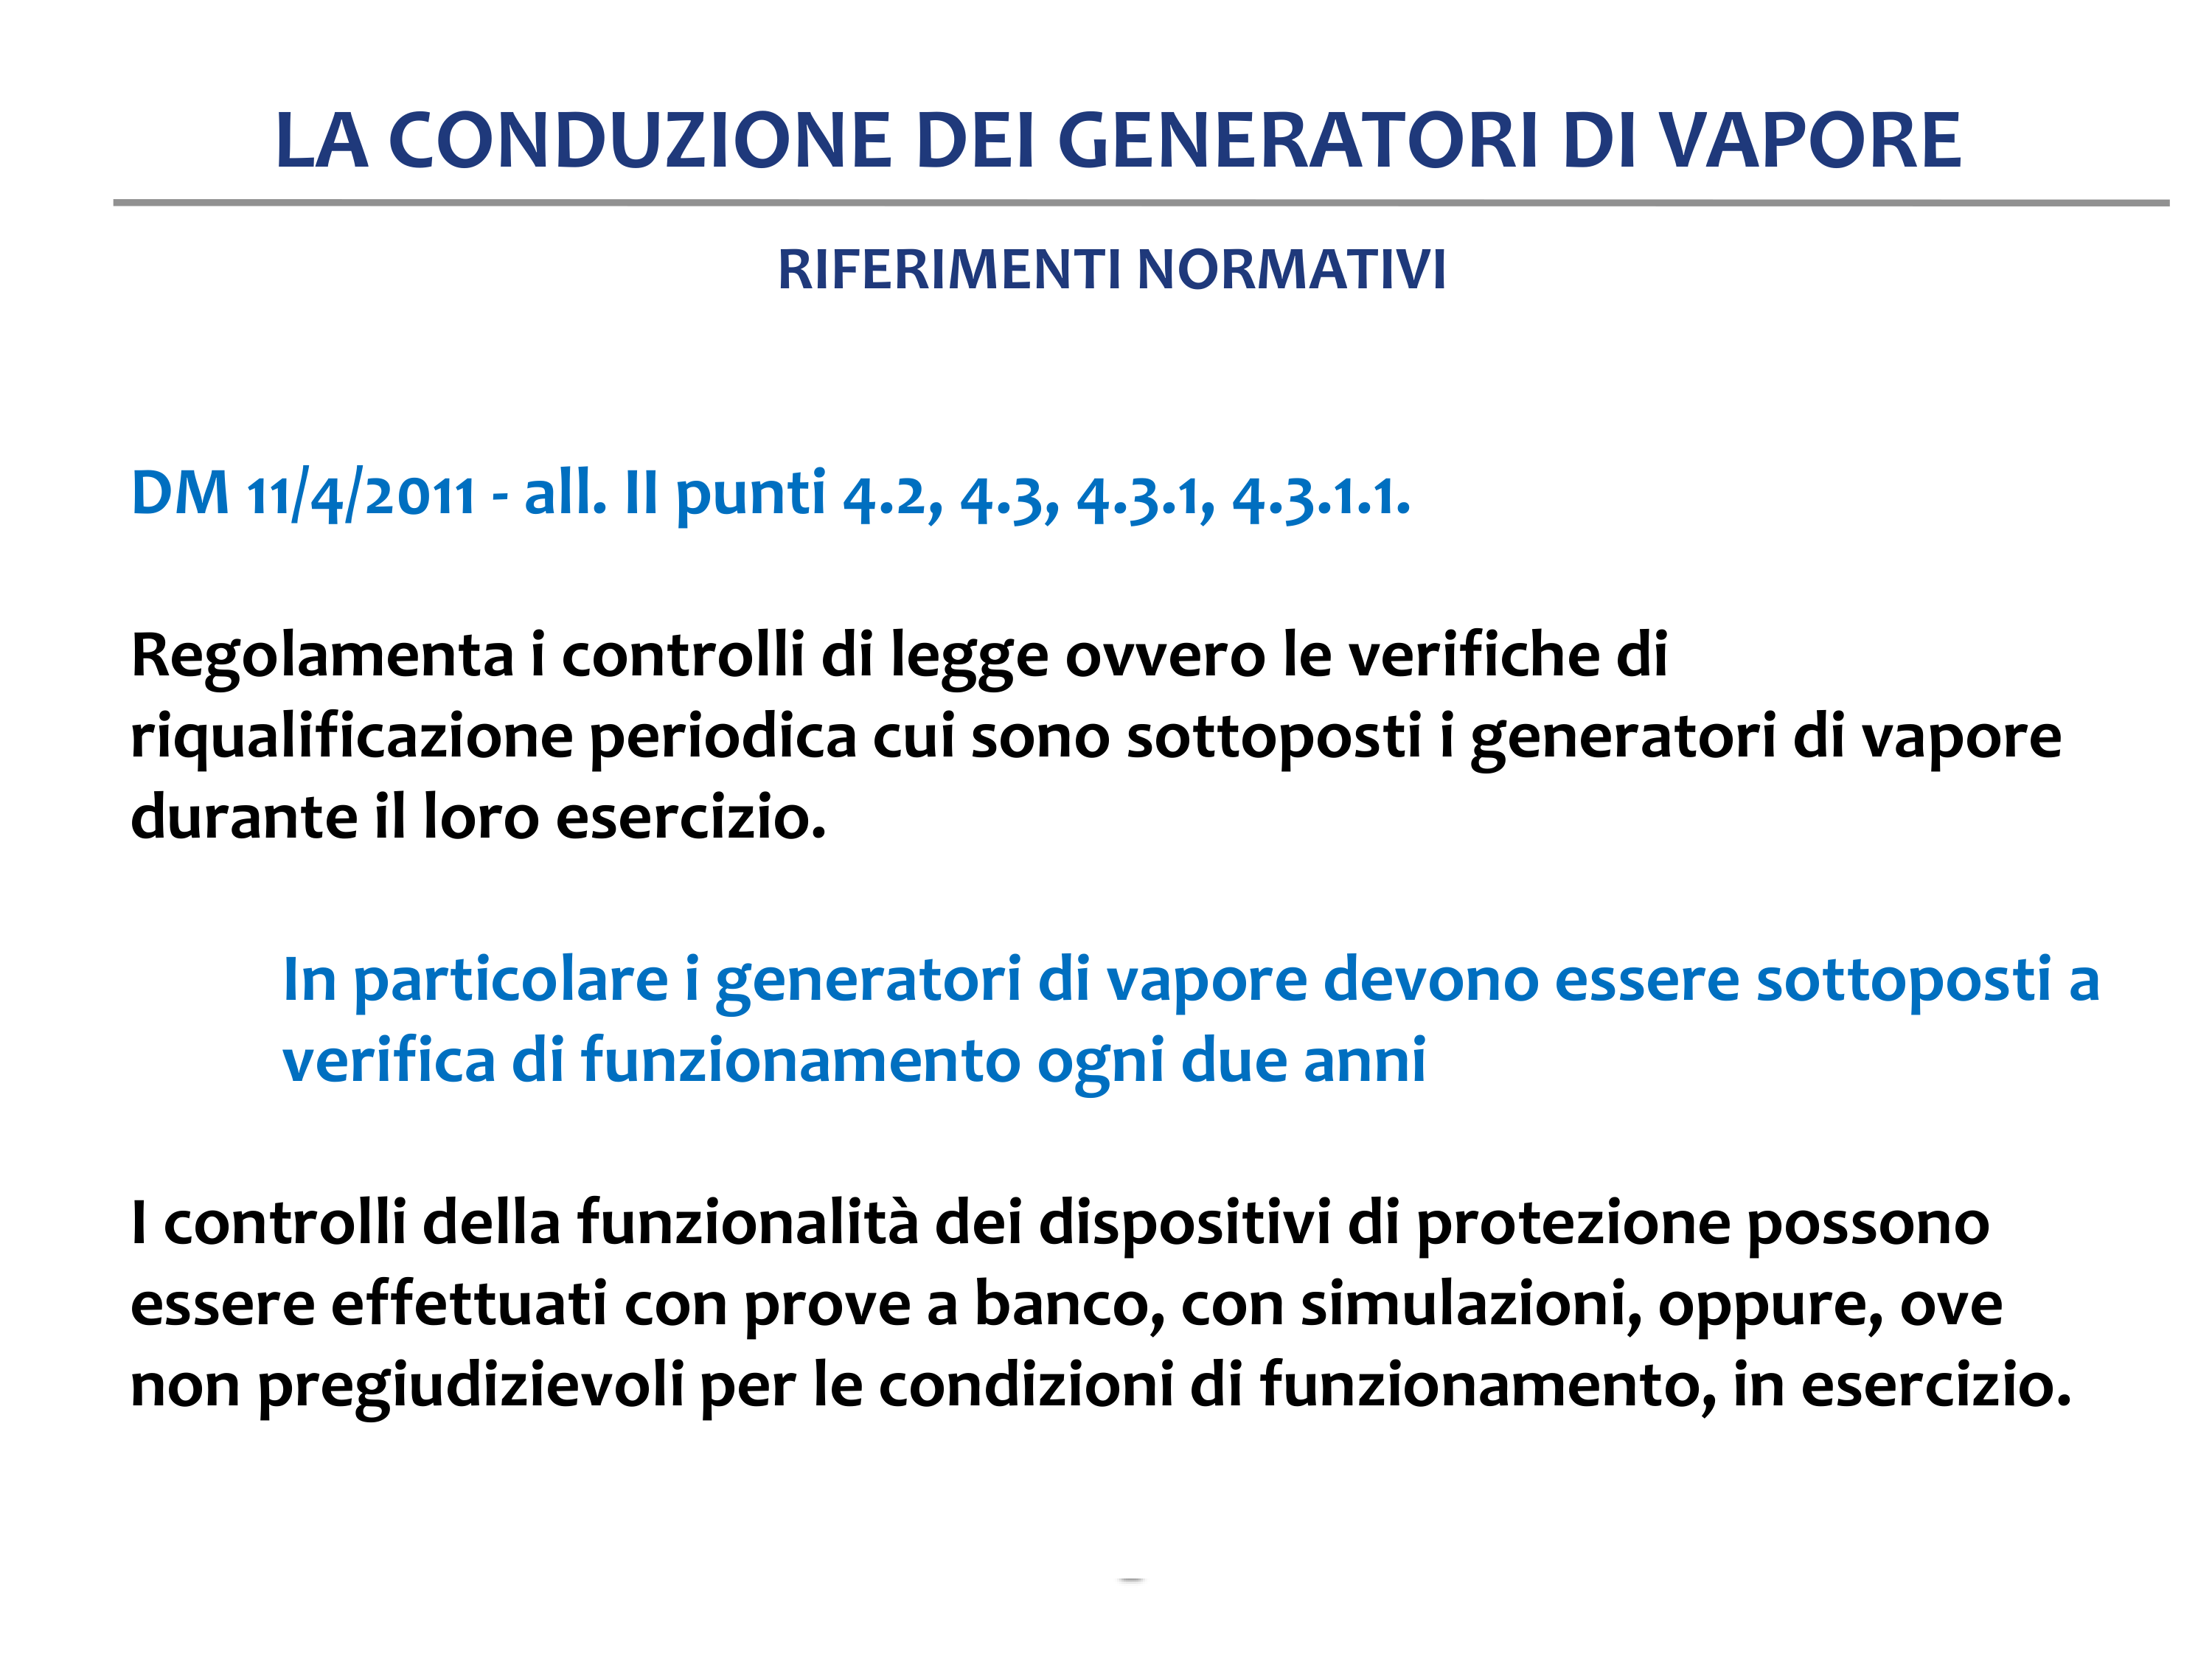 LA CONDUZIONE DEI GENERATORI DI VAPORE
RIFERIMENTI NORMATIVI
DM 11/4/2011 - all. II punti 4.2, 4.3, 4.3.1, 4.3.1.1.
Regolamenta i controlli di legge ovvero le verifiche di
riqualificazione periodica cui sono sottoposti i generatori di vapore
durante il loro esercizio.
In particolare i generatori di vapore devono essere sottoposti a
verifica di funzionamento ogni due anni
I controlli della funzionalità dei dispositivi di protezione possono
essere effettuati con prove a banco, con simulazioni, oppure, ove
non pregiudizievoli per le condizioni di funzionamento, in esercizio.